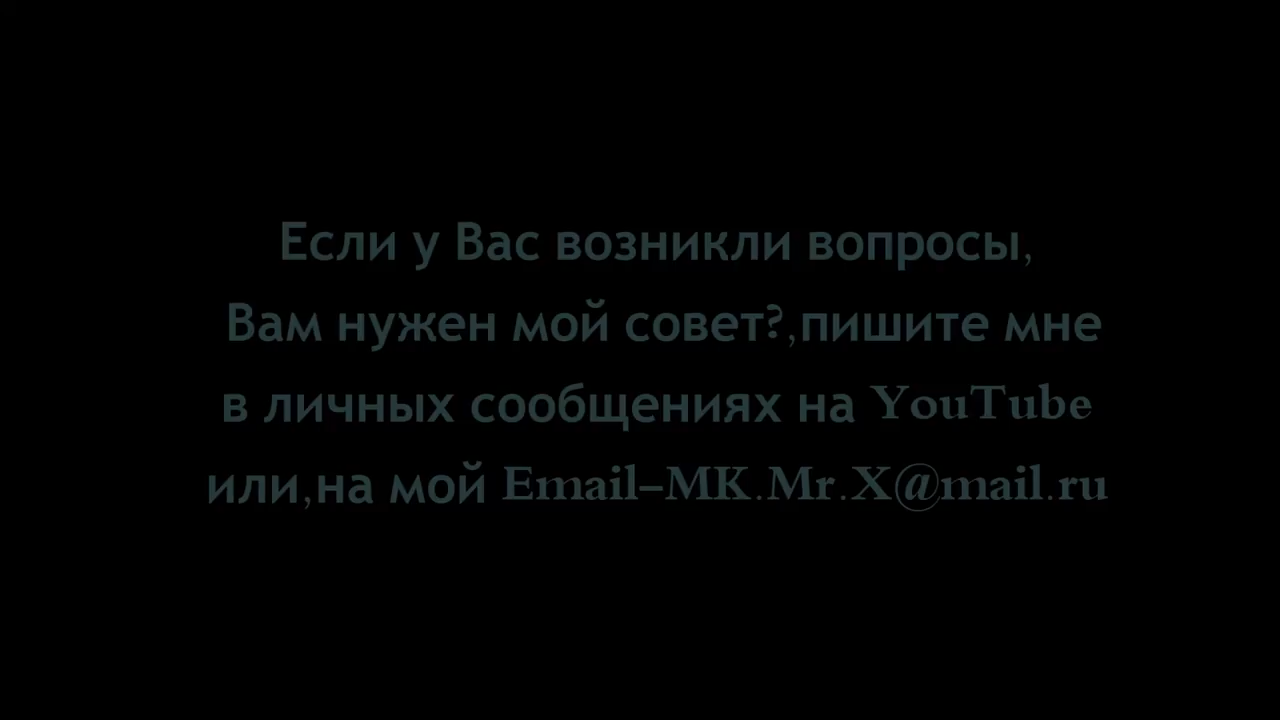 Если у Вас возникли вопросы,
Вам нужен мой совет?,пишите мне
в личных сообщениях на YouTube
или,на мой Email-MK.Mr.X@mail.ru